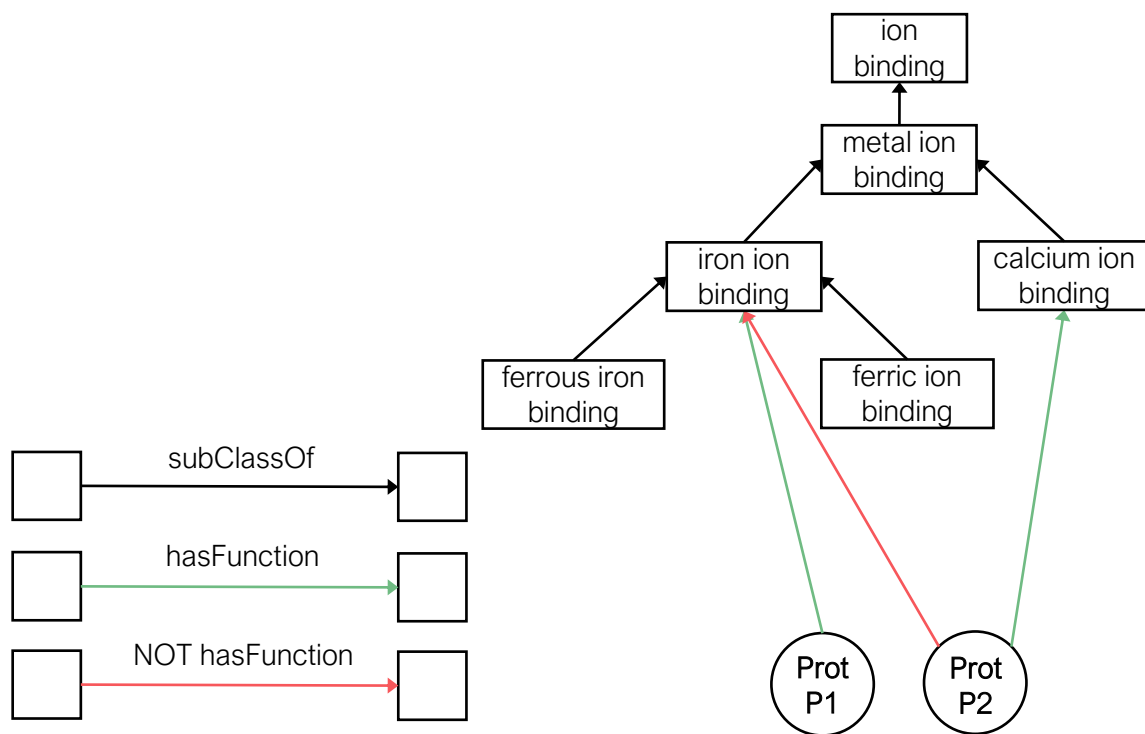 ion
binding
metal ion
binding
iron ion
binding
calcium ion
binding
ferrous iron
binding
ferric ion
binding
subClassOf
hasFunction
NOT hasFunction
Prot
P1
Prot
P2